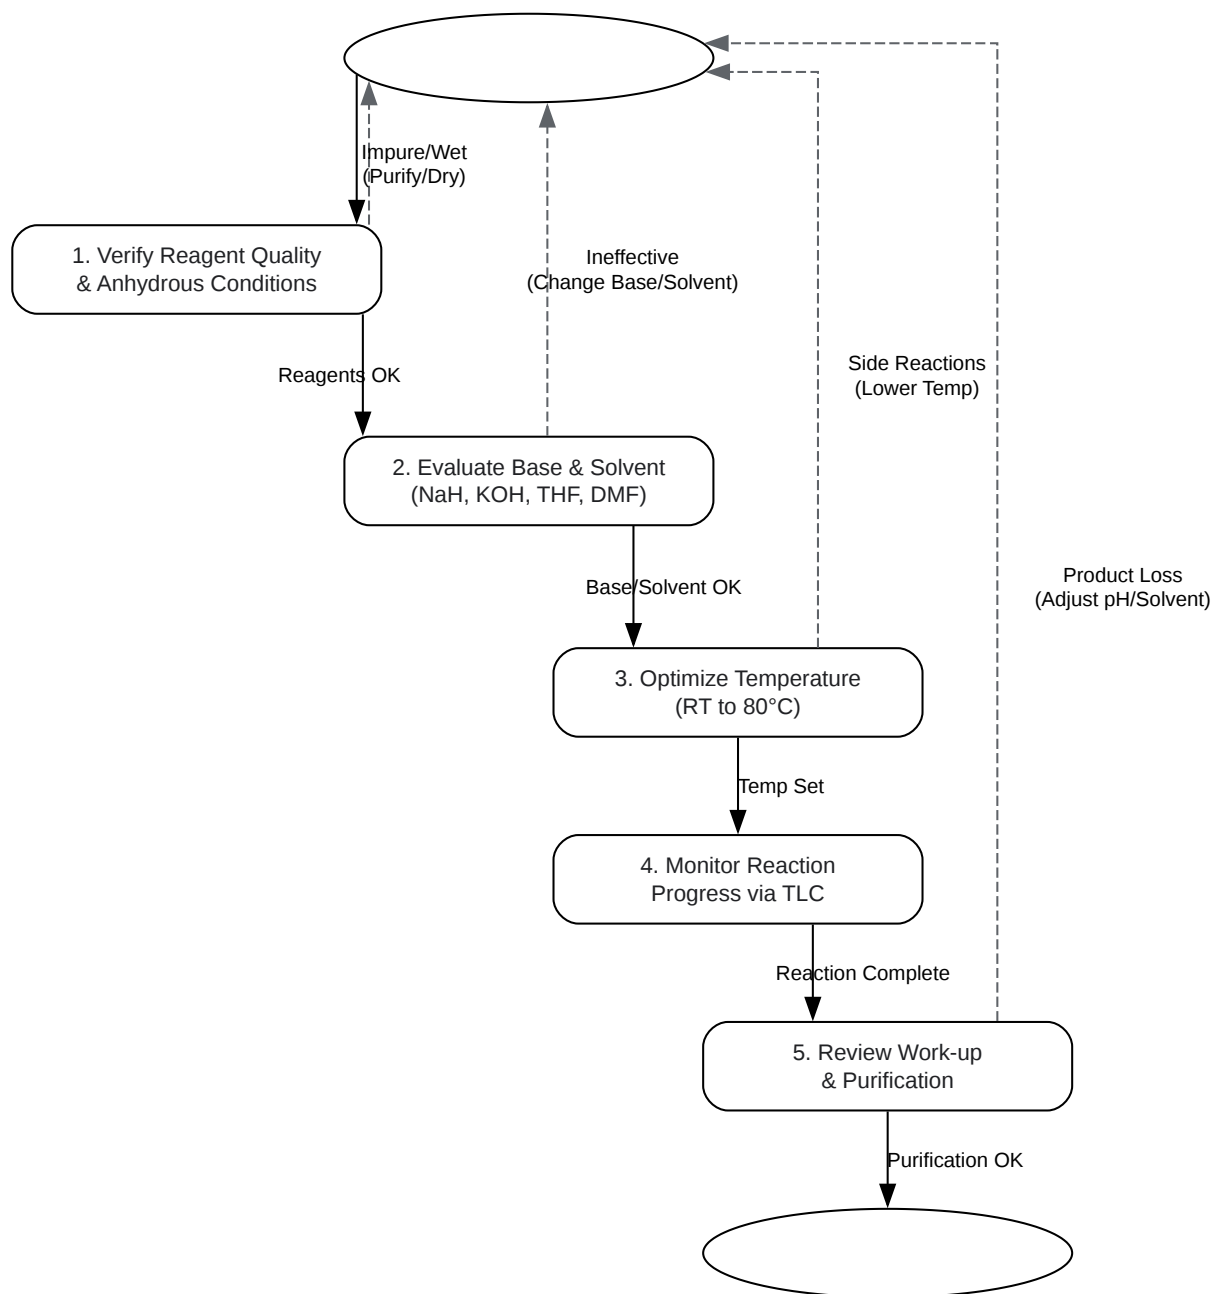 Impure/Wet
(Purify/Dry)
1. Verify Reagent Quality
& Anhydrous Conditions
Ineffective
(Change Base/Solvent)
Reagents OK
Side Reactions
(Lower Temp)
2. Evaluate Base & Solvent
(NaH, KOH, THF, DMF)
Base/Solvent OK
Product Loss
(Adjust pH/Solvent)
3. Optimize Temperature
(RT to 80°C)
Temp Set
4. Monitor Reaction
Progress via TLC
Reaction Complete
5. Review Work-up
& Purification
Purification OK